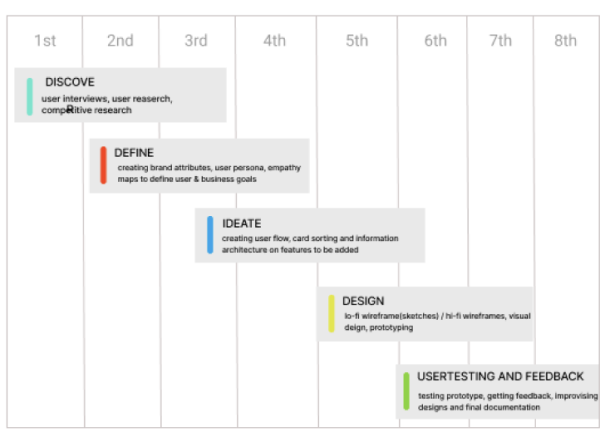 1st 2nd 3rd 4th 5th 6th 7th 8th
DISCOVE
user interviews, user reaserch,
competitive research
DEFINE
creating brand attributes, user persona, empathy
maps to define user & business goals
IDEATE
creating user flow, card sorting and information
architecture on features to be added
DESIGN
lo-fi wireframe(sketches) / hi-fi wireframes, visual
deign, prototyping
USERTESTING AND FEEDBACK
testing prototype, getting feedback, improvising
designs and final documentation